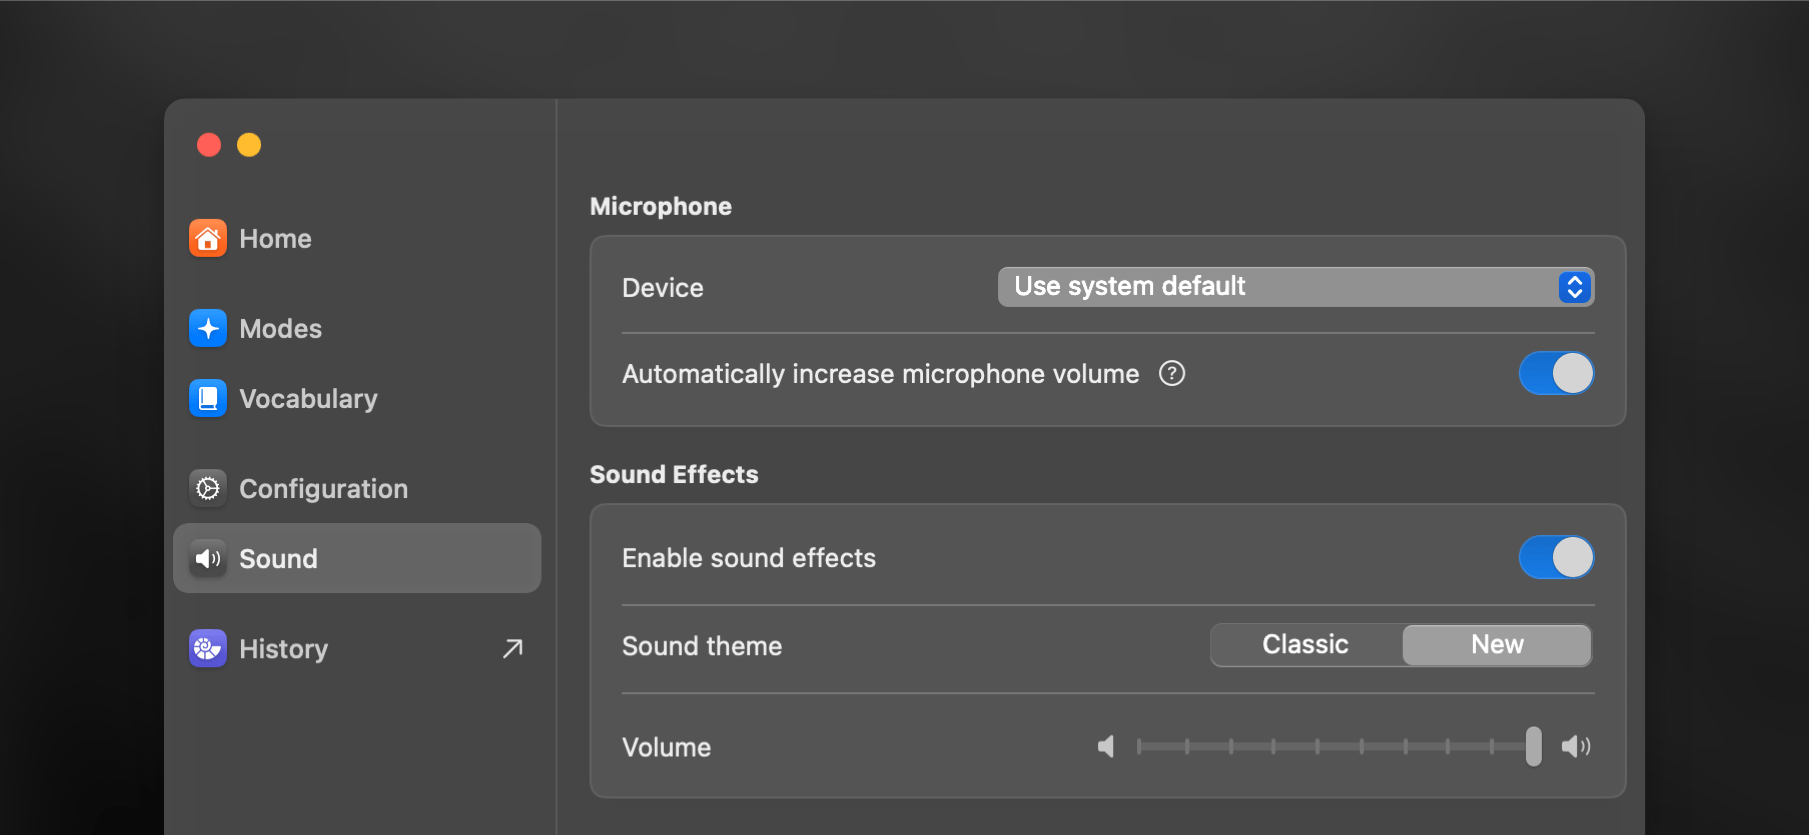 Home
Modes
Vocabulary
Configuration
Sound
History
Microphone
Device
Use system default
Automatically increase microphone volume ?
Sound Effects
Enable sound effects
Sound theme
Classic
New
Volume